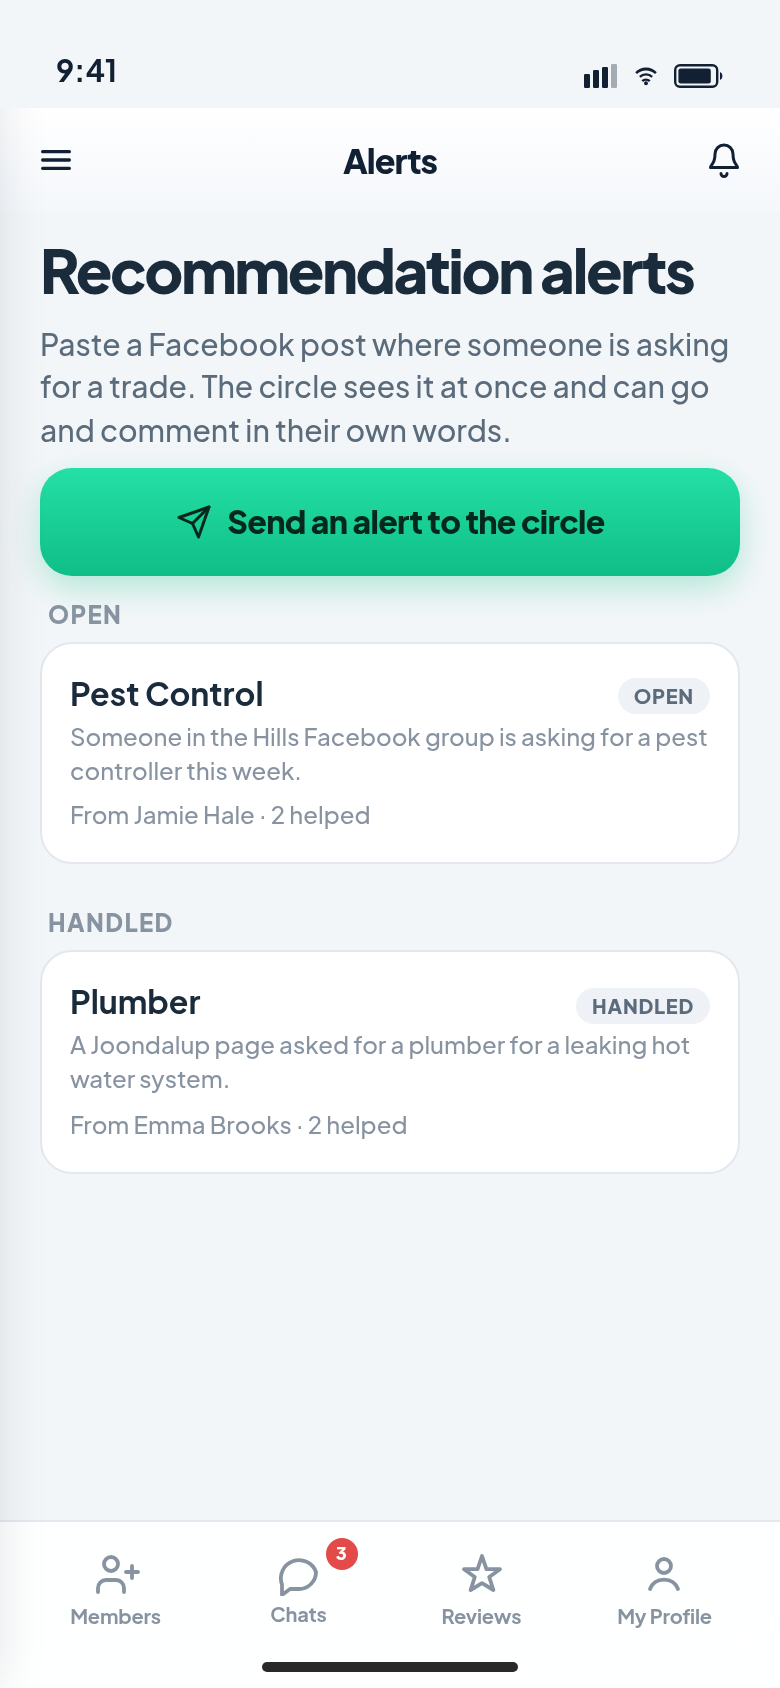 9:41
Alerts
Recommendation alerts
Paste a Facebook post where someone is asking
for a trade. The circle sees it at once and can go
and comment in their own words.
Send an alert to the circle
OPEN
Pest Control
OPEN
Someone in the Hills Facebook group is asking for a pest
controller this week.
From Jamie Hale · 2 helped
HANDLED
Plumber
HANDLED
A Joondalup page asked for a plumber for a leaking hot
water system.
From Emma Brooks · 2 helped
3
Members
Chats
Reviews
My Profile